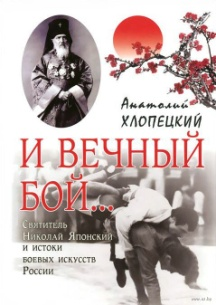 Анатолий
ХЛОПЕЦКИЙ
И ВЕЧНЫЙ
БОЙ...
Святитель
Николай Японский
и истоки
боевых искусств
России